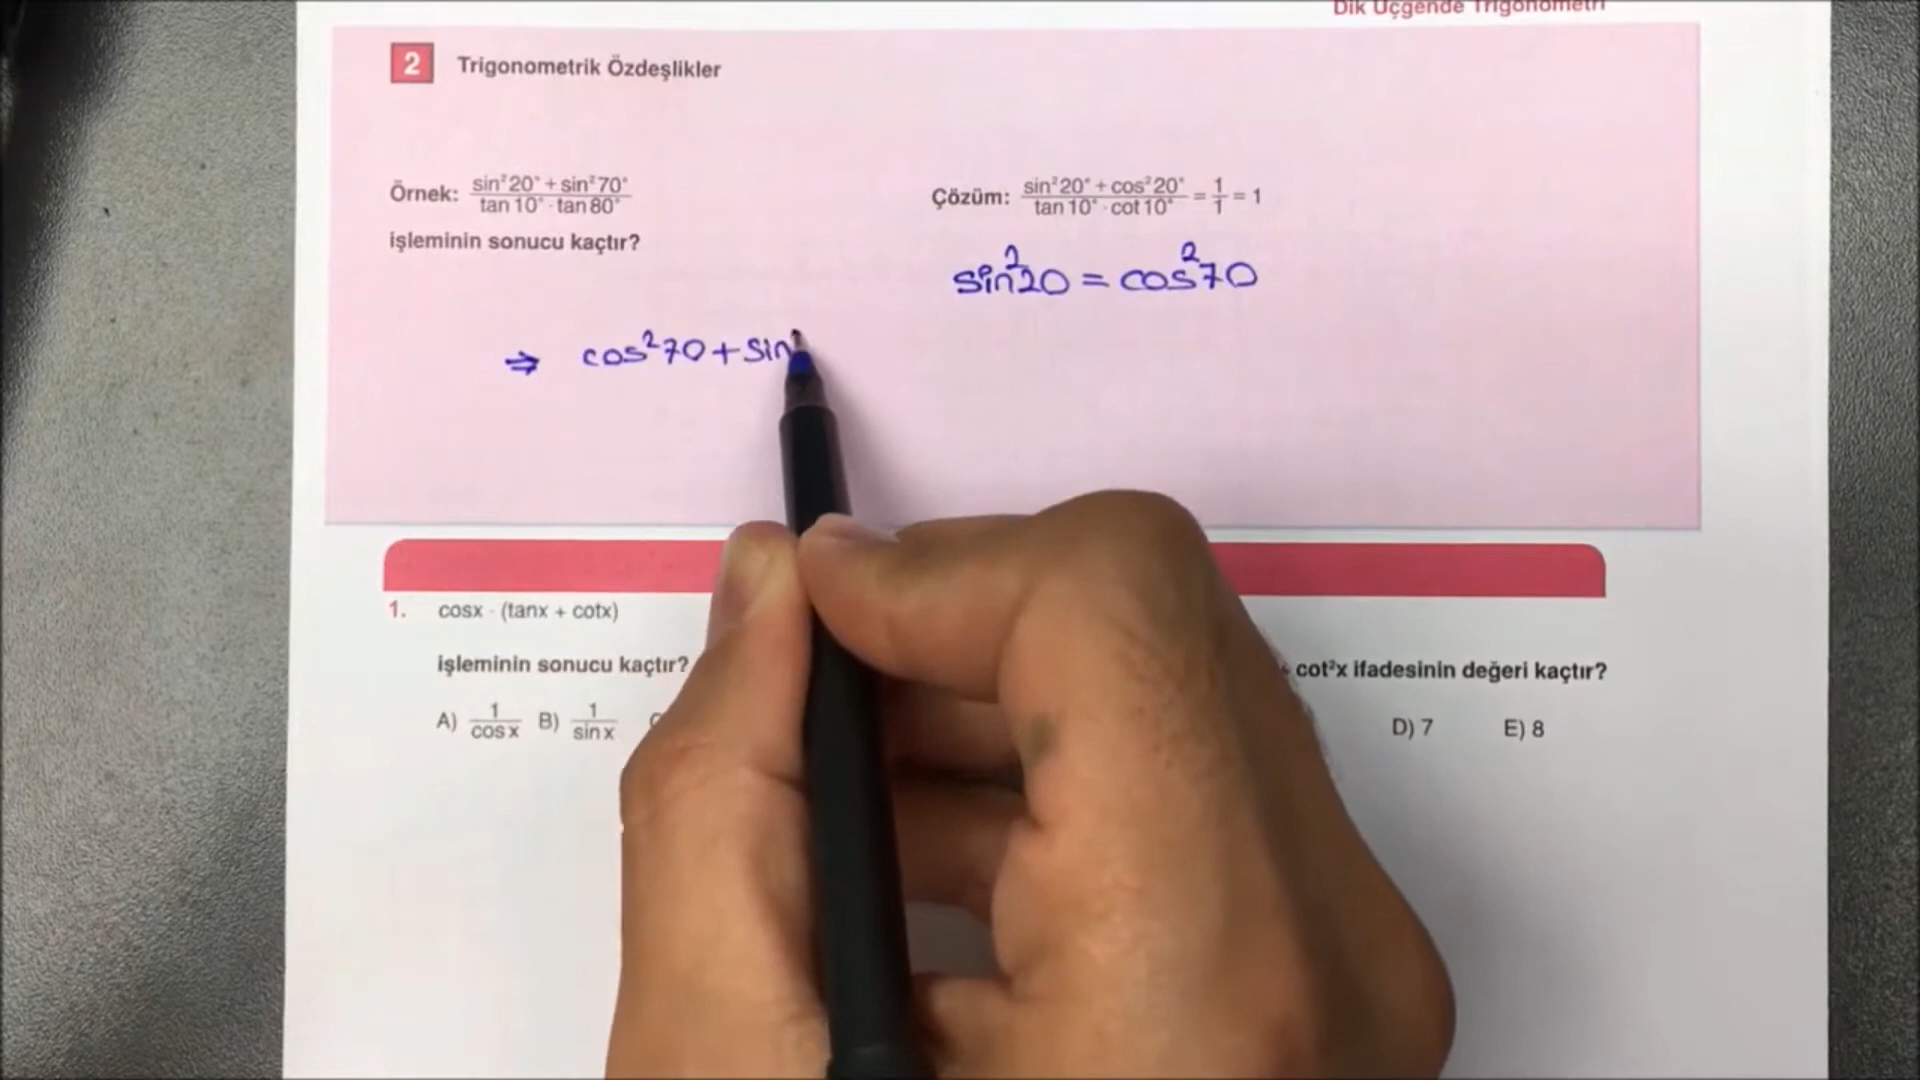 Dik Üçgende Trigonometri
2 Trigonometrik Özdeşlikler
Örnek: sin²20° + sin²70° / tan 10° · tan 80°
işleminin sonucu kaçtır?
Çözüm: sin²20° + cos²20° / tan 10° · cot 10° = 1/1 = 1
sin²20 = cos²70
⇒ cos²70 + sin
1. cosx · (tanx + cotx)
işleminin sonucu kaçtır?
A) 1/cos x B) 1/sin x
cot²x ifadesinin değeri kaçtır?
D) 7 E) 8